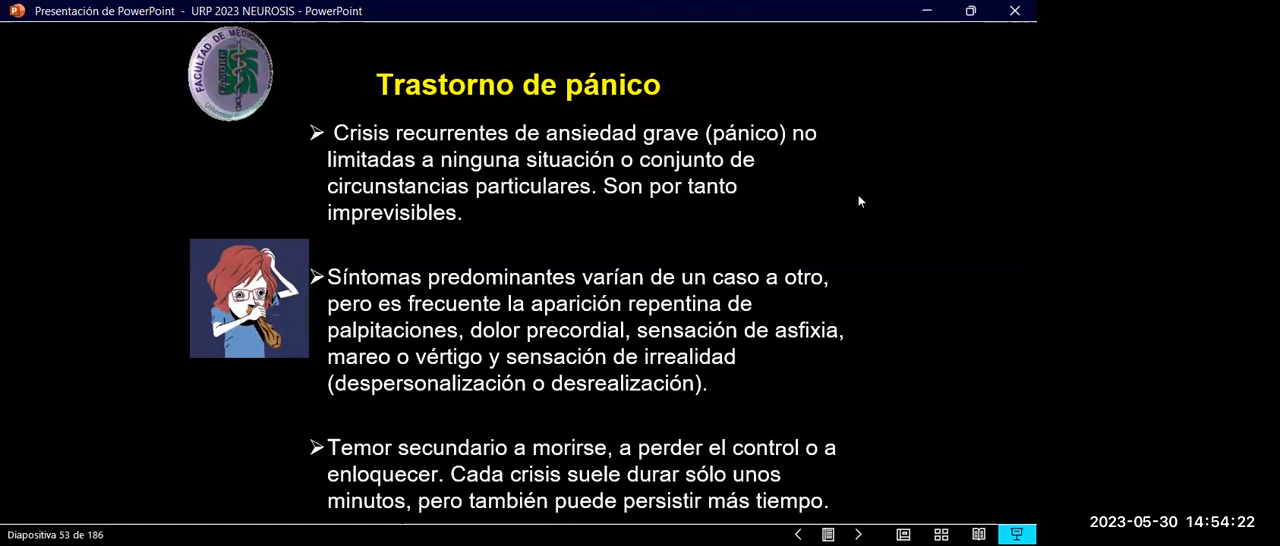 Presentación de PowerPoint - URP 2023 NEUROSIS - PowerPoint
FACULTAD DE MEDICINA
Trastorno de pánico
➢ Crisis recurrentes de ansiedad grave (pánico) no
limitadas a ninguna situación o conjunto de
circunstancias particulares. Son por tanto
imprevisibles.
➢Síntomas predominantes varían de un caso a otro,
pero es frecuente la aparición repentina de
palpitaciones, dolor precordial, sensación de asfixia,
mareo o vértigo y sensación de irrealidad
(despersonalización o desrealización).
➢Temor secundario a morirse, a perder el control o a
enloquecer. Cada crisis suele durar sólo unos
minutos, pero también puede persistir más tiempo.
Diapositiva 53 de 186
2023-05-30 14:54:22